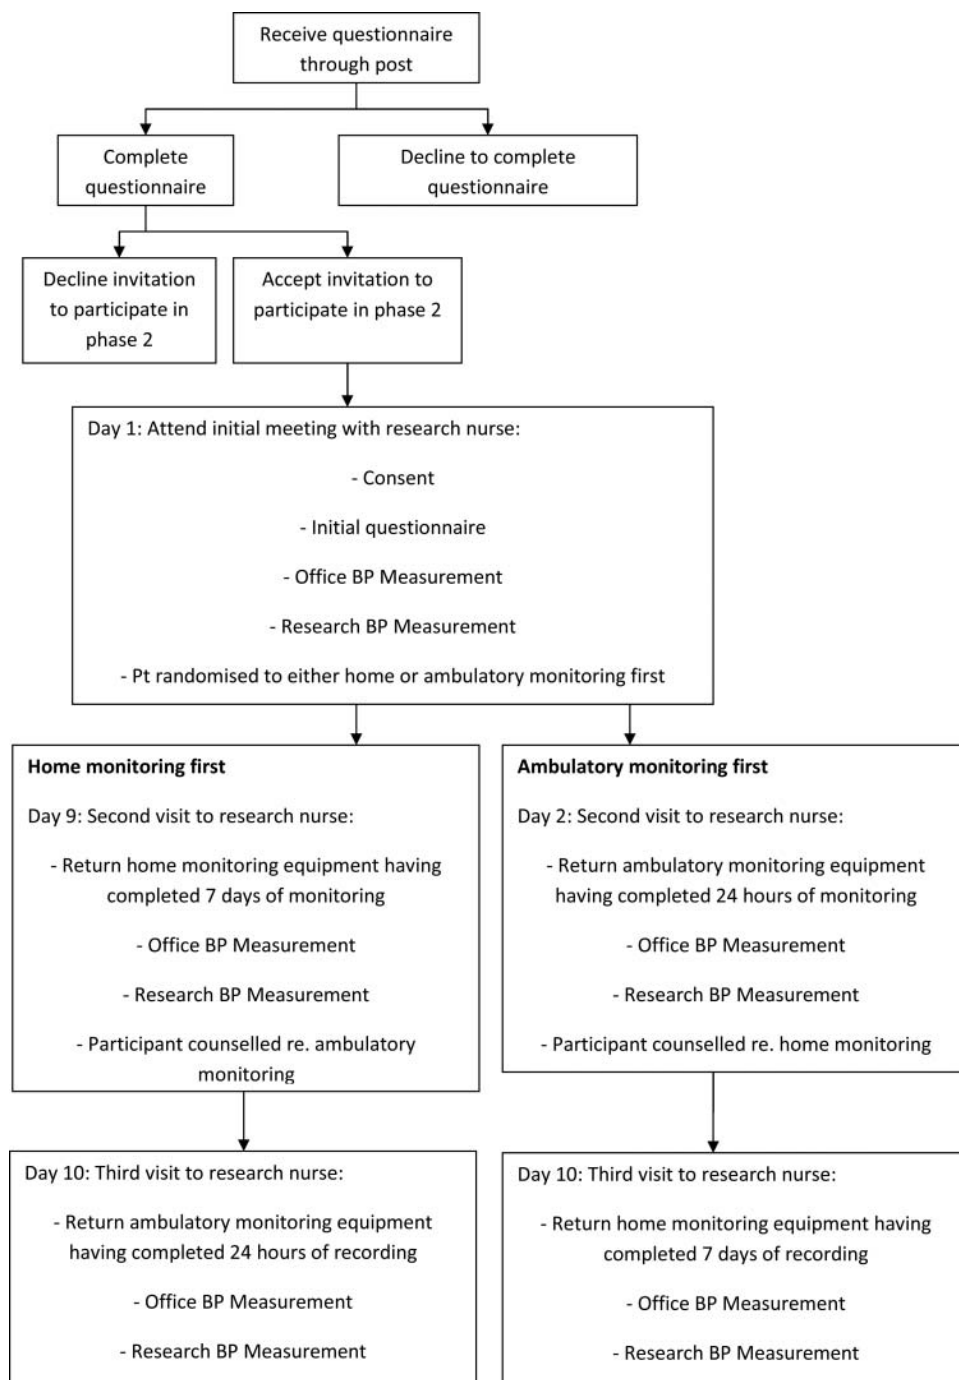 Receive questionnaire
through post
Complete
questionnaire
Decline to complete
questionnaire
Decline invitation
to participate in
phase 2
Accept invitation to
participate in phase 2
Day 1: Attend initial meeting with research nurse:
- Consent
- Initial questionnaire
- Office BP Measurement
- Research BP Measurement
- Pt randomised to either home or ambulatory monitoring first
Home monitoring first
Day 9: Second visit to research nurse:
- Return home monitoring equipment having
completed 7 days of monitoring
- Office BP Measurement
- Research BP Measurement
- Participant counselled re. ambulatory
monitoring
Ambulatory monitoring first
Day 2: Second visit to research nurse:
- Return ambulatory monitoring equipment
having completed 24 hours of monitoring
- Office BP Measurement
- Research BP Measurement
- Participant counselled re. home monitoring
Day 10: Third visit to research nurse:
- Return ambulatory monitoring equipment
having completed 24 hours of recording
- Office BP Measurement
- Research BP Measurement
Day 10: Third visit to research nurse:
- Return home monitoring equipment having
completed 7 days of recording
- Office BP Measurement
- Research BP Measurement